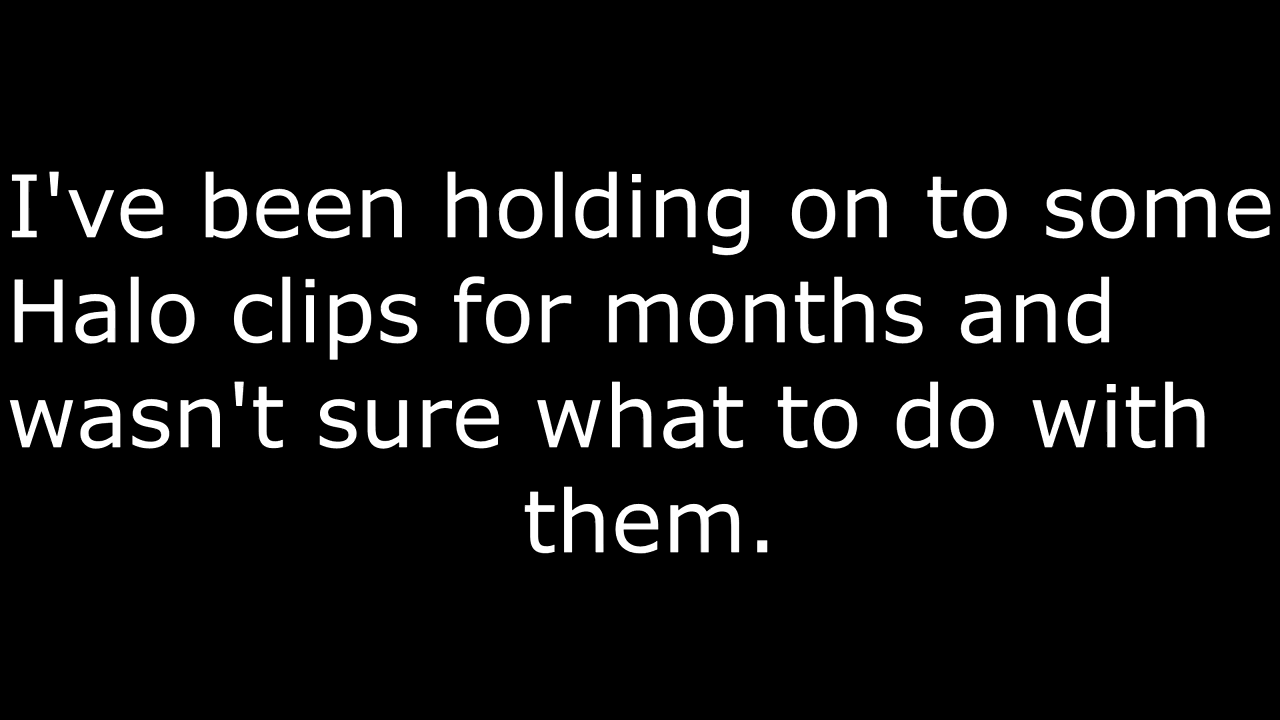 I've been holding on to some
Halo clips for months and
wasn't sure what to do with
them.